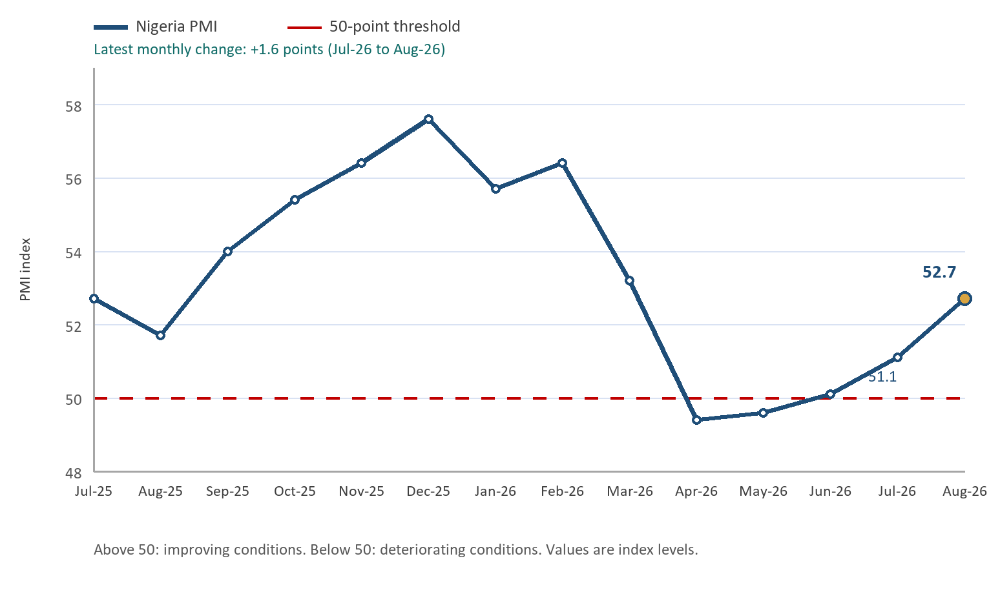 Nigeria PMI 50-point threshold
Latest monthly change: +1.6 points (Jul-26 to Aug-26)
58
56
54
PMI index
52.7
52
51.1
50
48
Jul-25 Aug-25 Sep-25 Oct-25 Nov-25 Dec-25 Jan-26 Feb-26 Mar-26 Apr-26 May-26 Jun-26 Jul-26 Aug-26
Above 50: improving conditions. Below 50: deteriorating conditions. Values are index levels.